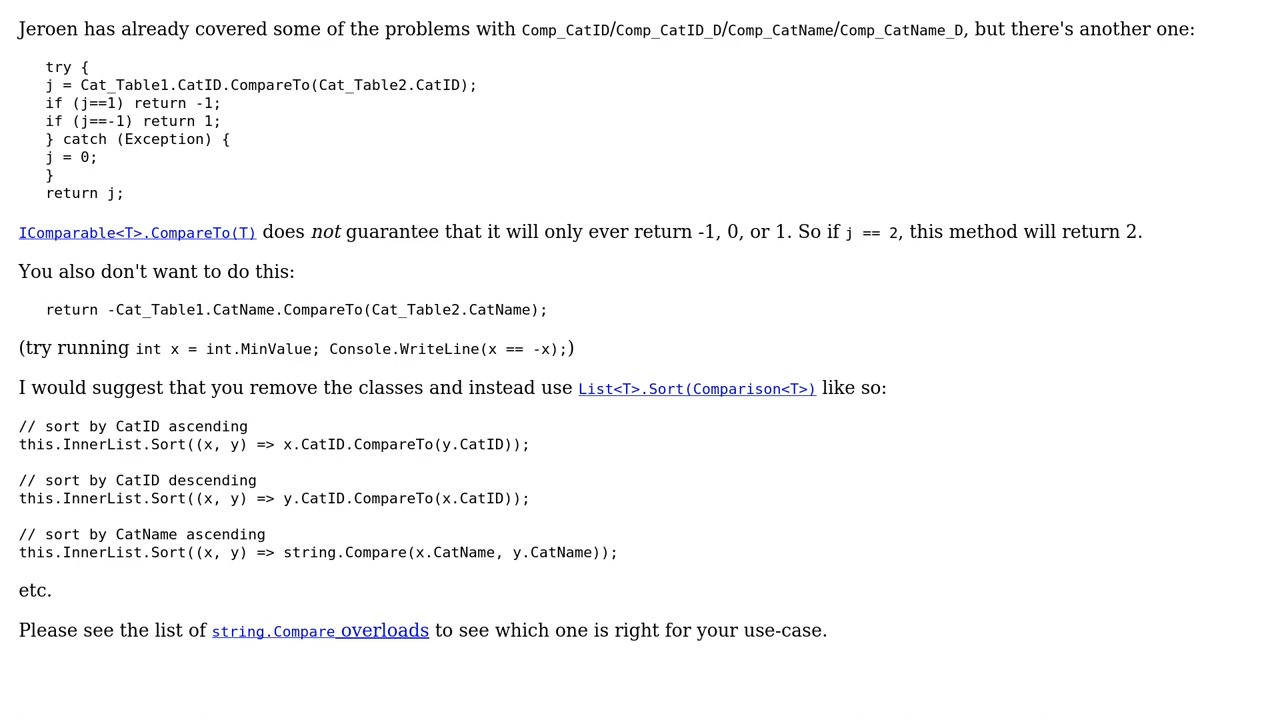 Jeroen has already covered some of the problems with Comp_CatID/Comp_CatID_D/Comp_CatName/Comp_CatName_D, but there's another one:
try {
j = Cat_Table1.CatID.CompareTo(Cat_Table2.CatID);
if (j==1) return -1;
if (j==-1) return 1;
} catch (Exception) {
j = 0;
}
return j;
IComparable<T>.CompareTo(T) does not guarantee that it will only ever return -1, 0, or 1. So if j == 2, this method will return 2.
You also don't want to do this:
return -Cat_Table1.CatName.CompareTo(Cat_Table2.CatName);
(try running int x = int.MinValue; Console.WriteLine(x == -x);)
I would suggest that you remove the classes and instead use List<T>.Sort(Comparison<T>) like so:
// sort by CatID ascending
this.InnerList.Sort((x, y) => x.CatID.CompareTo(y.CatID));
// sort by CatID descending
this.InnerList.Sort((x, y) => y.CatID.CompareTo(x.CatID));
// sort by CatName ascending
this.InnerList.Sort((x, y) => string.Compare(x.CatName, y.CatName));
etc.
Please see the list of string.Compare overloads to see which one is right for your use-case.